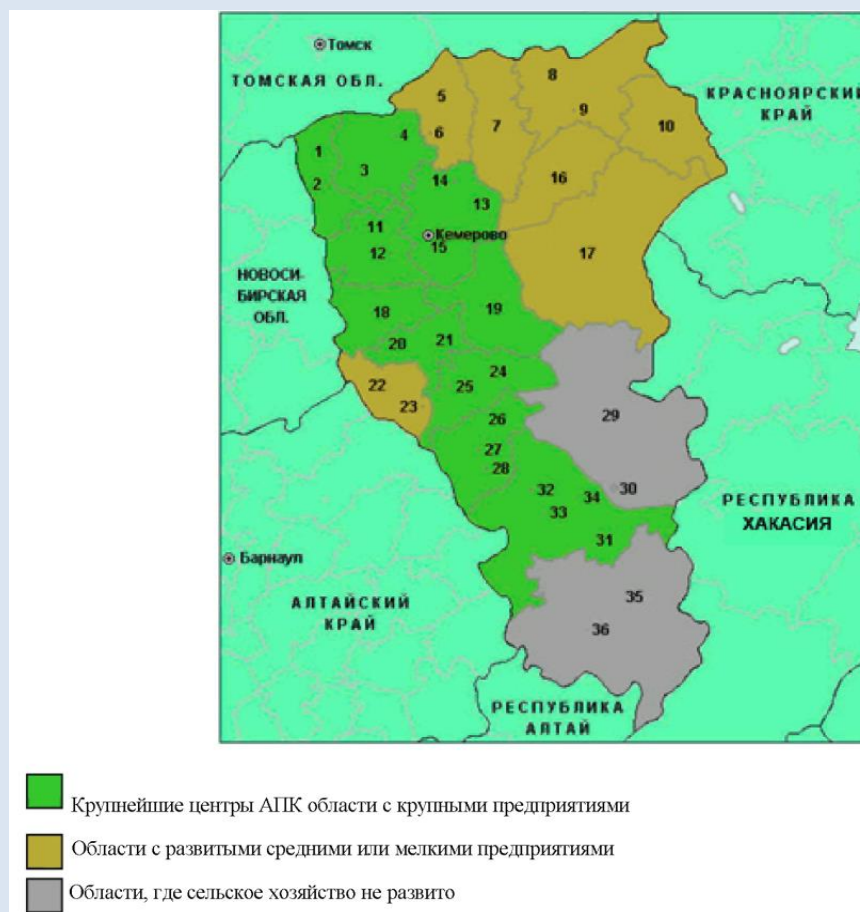 Томск
ТОМСКАЯ ОБЛ.
КРАСНОЯРСКИЙ
КРАЙ
8
5
9
4
6
7
10
1
3
2
14
16
13
11
Кемерово
12
15
17
НОВОСИ-
БИРСКАЯ
ОБЛ.
18
19
20
21
22
24
25
23
26
29
27
28
32
34
30
33
РЕСПУБЛИКА
ХАКАСИЯ
31
Барнаул
АЛТАЙСКИЙ
КРАЙ
35
36
РЕСПУБЛИКА
АЛТАЙ
Крупнейшие центры АПК области с крупными предприятиями
Области с развитыми средними или мелкими предприятиями
Области, где сельское хозяйство не развито